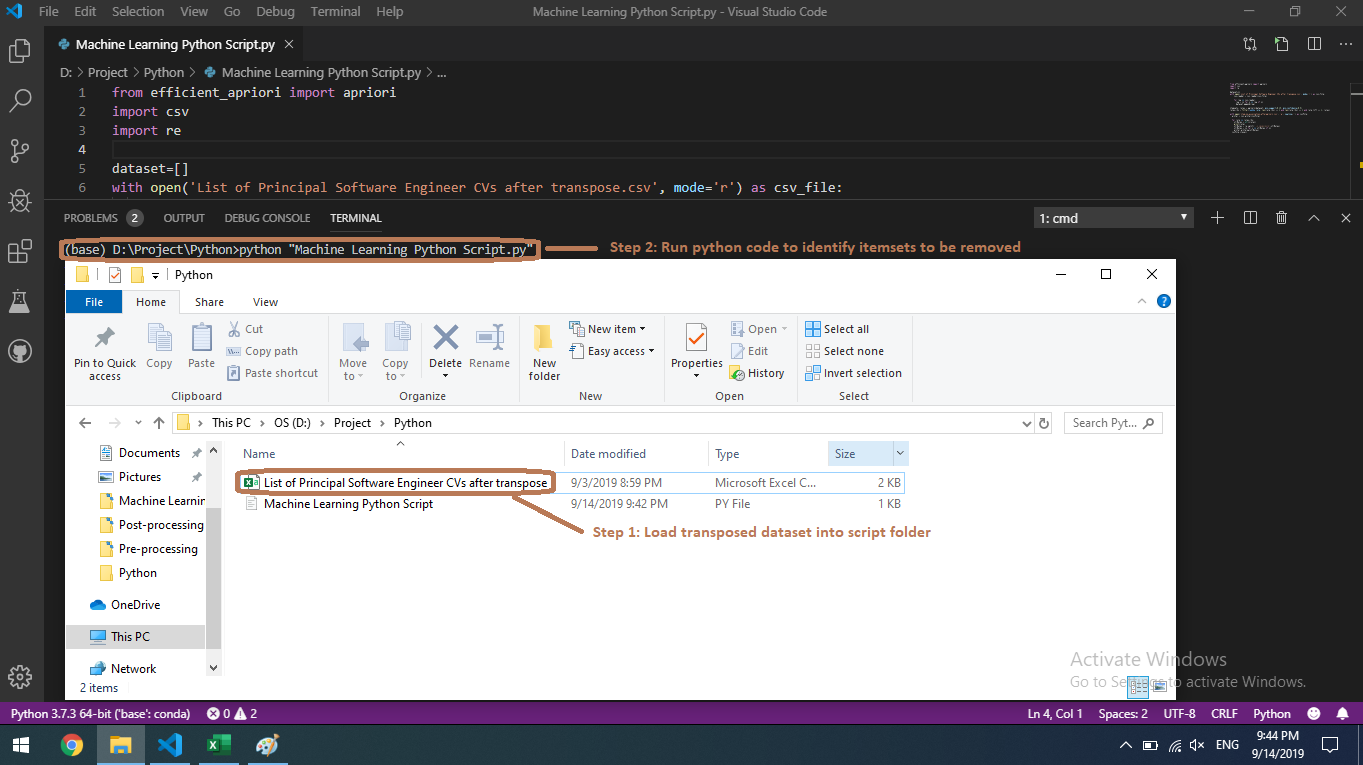 File Edit Selection View Go Debug Terminal Help Machine Learning Python Script.py - Visual Studio Code
Machine Learning Python Script.py
D: > Project > Python > Machine Learning Python Script.py > ...
1 from efficient_apriori import apriori
2 import csv
3 import re
4
5 dataset=[]
6 with open('List of Principal Software Engineer CVs after transpose.csv', mode='r') as csv_file:
PROBLEMS 2 OUTPUT DEBUG CONSOLE TERMINAL 1: cmd
(base) D:\Project\Python>python "Machine Learning Python Script.py"
Step 2: Run python code to identify itemsets to be removed
Python
File Home Share View
Pin to Quick access
Copy
Paste
Cut
Copy path
Paste shortcut
Clipboard
Move to
Copy to
Delete
Rename
Organize
New folder
New item
Easy access
New
Properties
Open
Edit
History
Open
Select all
Select none
Invert selection
Select
This PC > OS (D:) > Project > Python
Search Pyt...
Documents
Pictures
Machine Learnin
Post-processing
Pre-processing
Python
OneDrive
This PC
Network
Name Date modified Type Size
List of Principal Software Engineer CVs after transpose 9/3/2019 8:59 PM Microsoft Excel C... 2 KB
Machine Learning Python Script 9/14/2019 9:42 PM PY File 1 KB
Step 1: Load transposed dataset into script folder
2 items
Activate Windows
Go to Settings to activate Windows.
Python 3.7.3 64-bit ('base': conda) 0 2 Ln 4, Col 1 Spaces: 2 UTF-8 CRLF Python
ENG
9:44 PM
9/14/2019